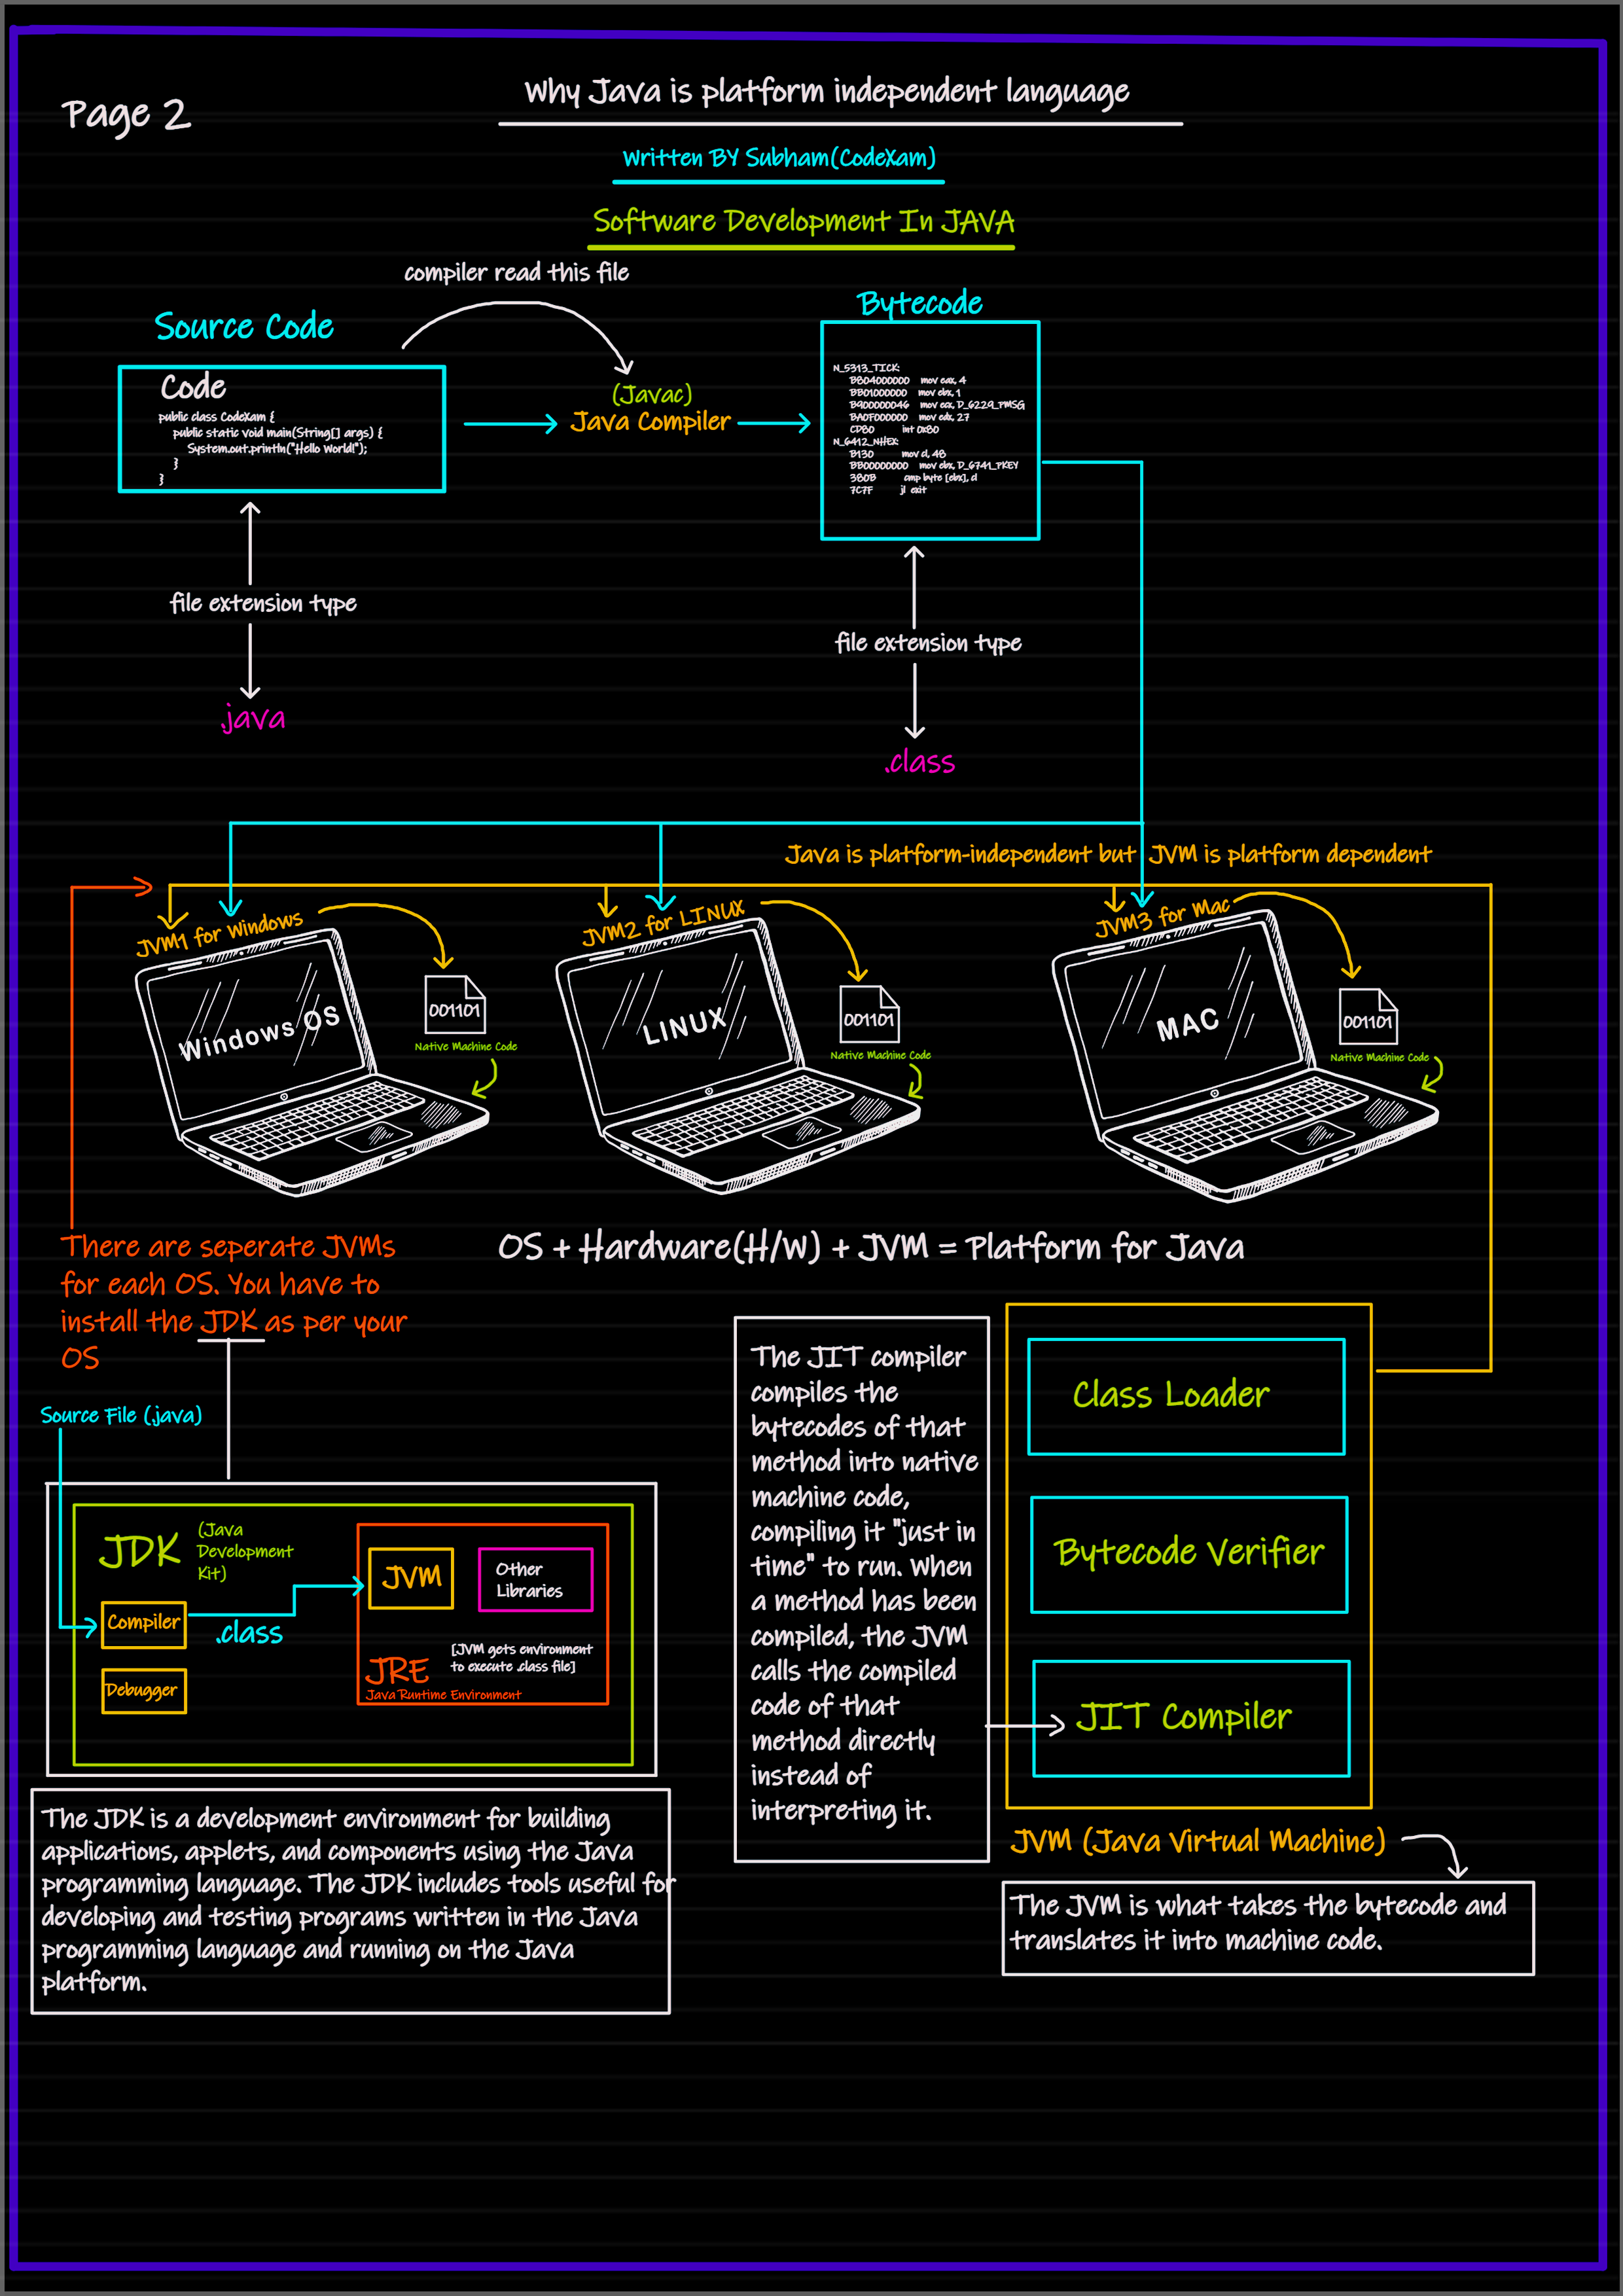 Page 2
Why Java is platform independent language
Written BY Subham(CodeXam)
Software Development In JAVA
compiler read this file
Source Code
Code
public class CodeXam {
public static void main(String[] args) {
System.out.println("Hello World!");
}
}
(Javac)
Java Compiler
Bytecode
N_5313_TICK:
B804000000 mov eax, 4
BB01000000 mov ebx, 1
B900000046 mov ecx, D_6229_PMSG
BA0F000000 mov edx, 27
CD80 int 0x80
N_6412_NHEX:
B130 mov cl, 48
BB00000000 mov ebx, D_6741_PKEY
380B cmp byte [ebx], cl
7C7F jl exit
file extension type
.java
file extension type
.class
Java is platform-independent but JVM is platform dependent
JVM1 for Windows
Windows OS
001101
Native Machine Code
JVM2 for LINUX
LINUX
001101
Native Machine Code
JVM3 for Mac
MAC
001101
Native Machine Code
There are seperate JVMs
for each OS. You have to
install the JDK as per your
OS
OS + Hardware(H/W) + JVM = Platform for Java
Source File (.java)
JDK
(Java
Development
Kit)
Compiler
.class
Debugger
JVM
Other
Libraries
[JVM gets environment
to execute .class file]
JRE
Java Runtime Environment
The JDK is a development environment for building
applications, applets, and components using the Java
programming language. The JDK includes tools useful for
developing and testing programs written in the Java
programming language and running on the Java
platform.
The JIT compiler
compiles the
bytecodes of that
method into native
machine code,
compiling it "just in
time" to run. When
a method has been
compiled, the JVM
calls the compiled
code of that
method directly
instead of
interpreting it.
Class Loader
Bytecode Verifier
JIT Compiler
JVM (Java Virtual Machine)
The JVM is what takes the bytecode and
translates it into machine code.